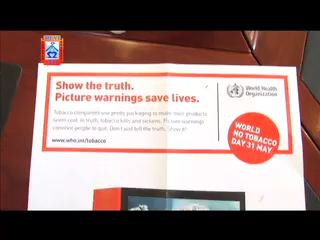 Show the truth.
Picture warnings save lives.
World Health
Organization
Tobacco companies use pretty packaging to make their products
seem cool. In truth, tobacco kills and sickens. Picture warnings
convince people to quit. Don't just tell the truth. Show it!
www.who.int/tobacco
WORLD
NO TOBACCO
DAY 31 MAY